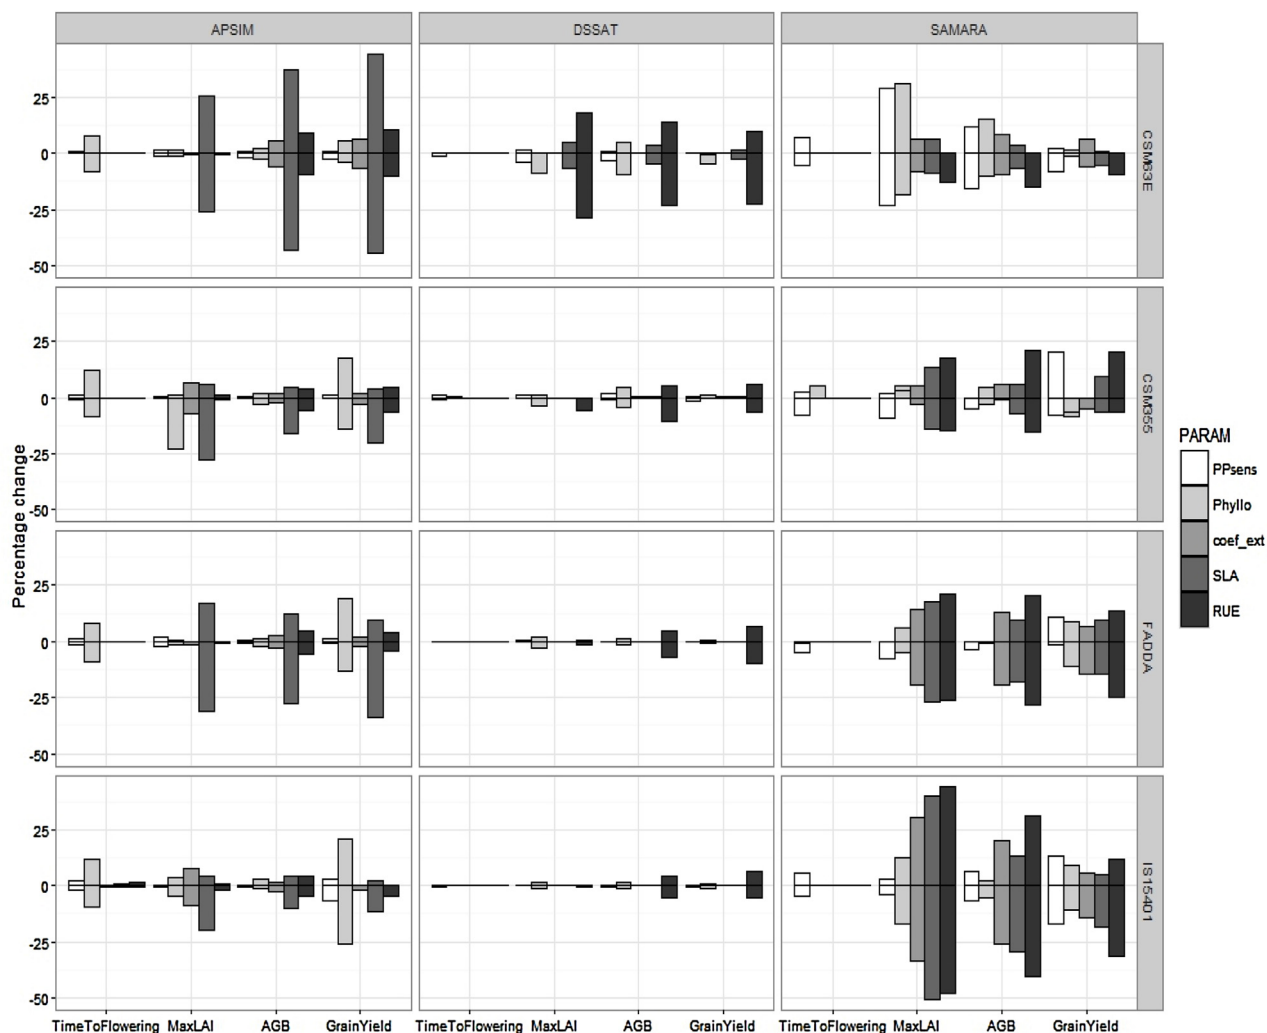 APSIM DSSAT SAMARA
25
0
-25
-50
CSM63E
25
0
-25
-50
CSM355
Percentage change
PARAM
PPsens
Phyllo
coef_ext
SLA
RUE
25
0
-25
-50
FADDA
25
0
-25
-50
IS15401
TimeToFlowering MaxLAI AGB GrainYield TimeToFlowering MaxLAI AGB GrainYield TimeToFlowering MaxLAI AGB GrainYield